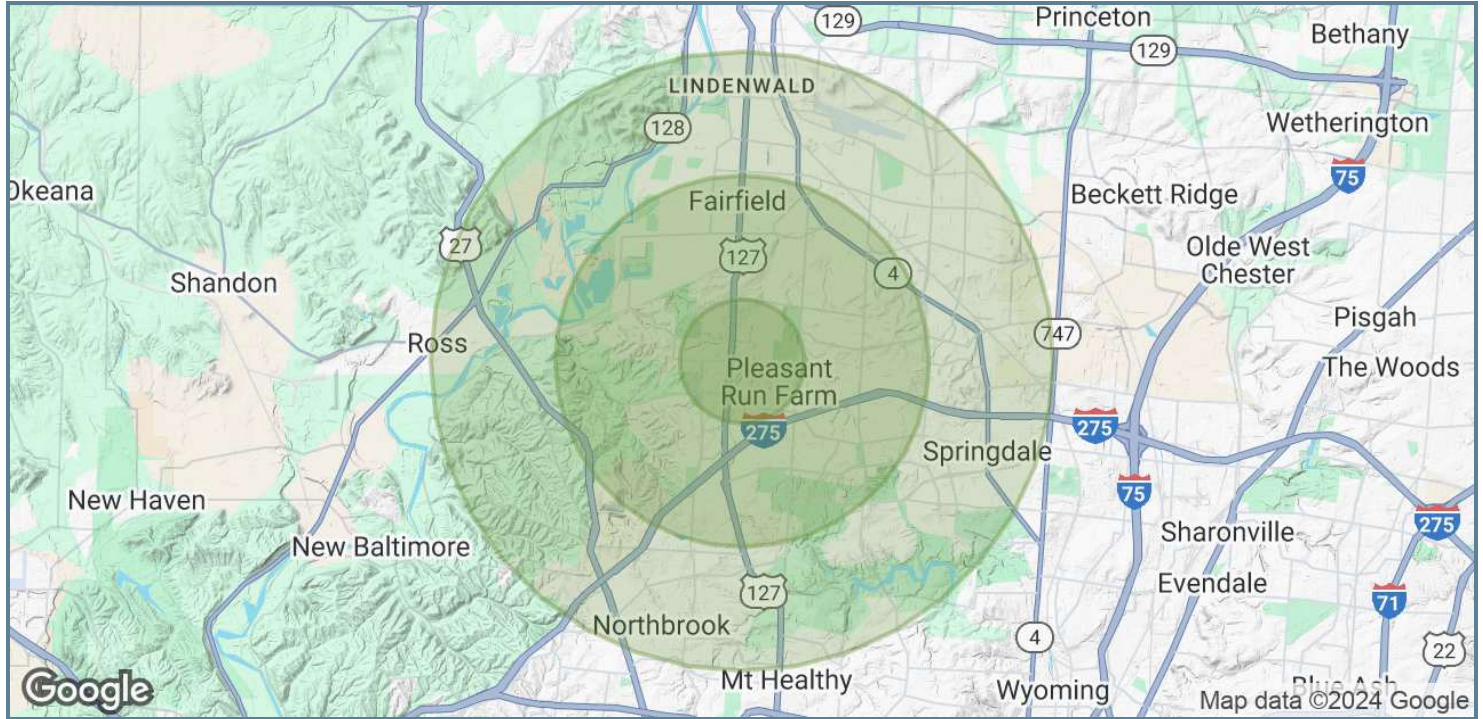 129
Princeton
Bethany
129
LINDENWALD
128
Wetherington
75
Okeana
Fairfield
Beckett Ridge
27
127
Olde West
Chester
4
Shandon
Pisgah
747
Ross
Pleasant
Run Farm
The Woods
275
275
Springdale
75
New Haven
275
Sharonville
New Baltimore
Evendale
127
71
Northbrook
4
22
Mt Healthy
Wyoming
Blue Ash
Google
Map data ©2024 Google